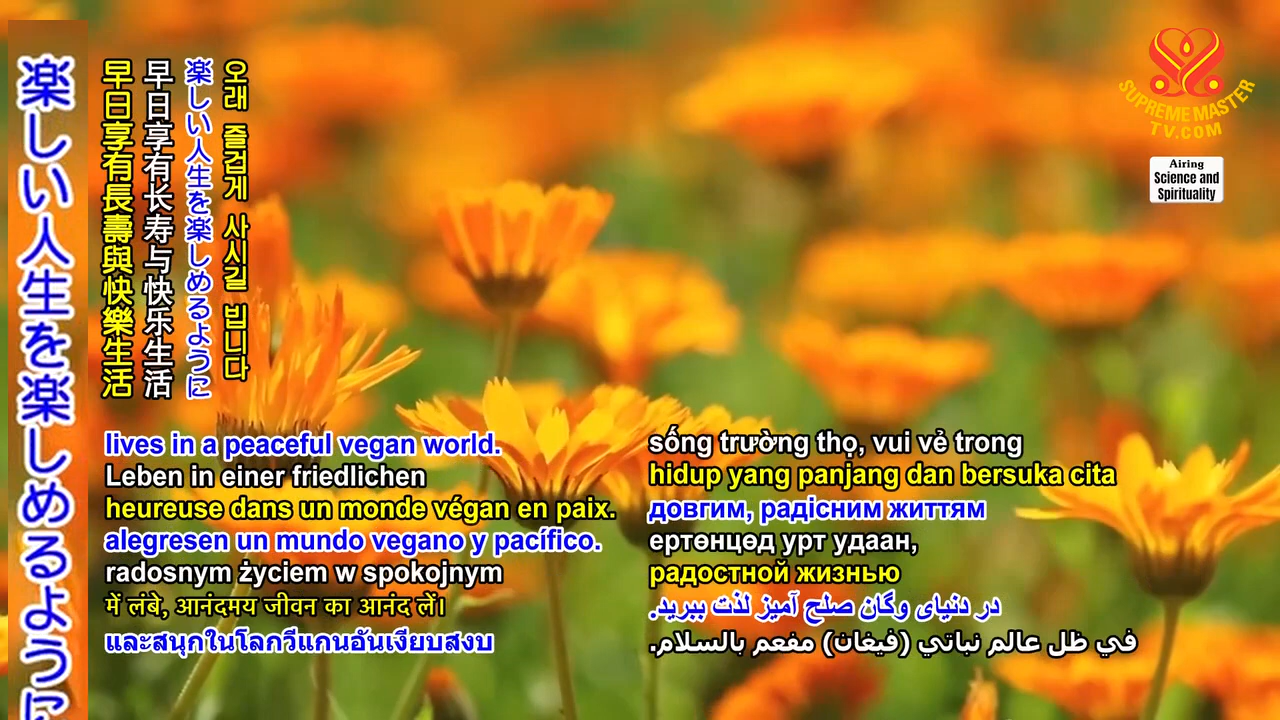 楽しい人生を楽しめるように
早日享有長壽與快樂生活
早日享有长寿与快乐生活
楽しい人生を楽しめるように
오래 즐겁게 사시길 빕니다
SUPREME MASTER
TV.COM
Airing
Science and
Spirituality
lives in a peaceful vegan world.
Leben in einer friedlichen
heureuse dans un monde végan en paix.
alegresen un mundo vegano y pacífico.
radosnym życiem w spokojnym
में लंबे, आनंदमय जीवन का आनंद लें।
และสนุกในโลกวีแกนอันเงียบสงบ
sống trường thọ, vui vẻ trong
hidup yang panjang dan bersuka cita
довгим, радісним життям
ертөнцөд урт удаан,
радостной жизнью
در دنیای وگان صلح آمیز لذت ببرید.
في ظل عالم نباتي (فيغان) مفعم بالسلام.